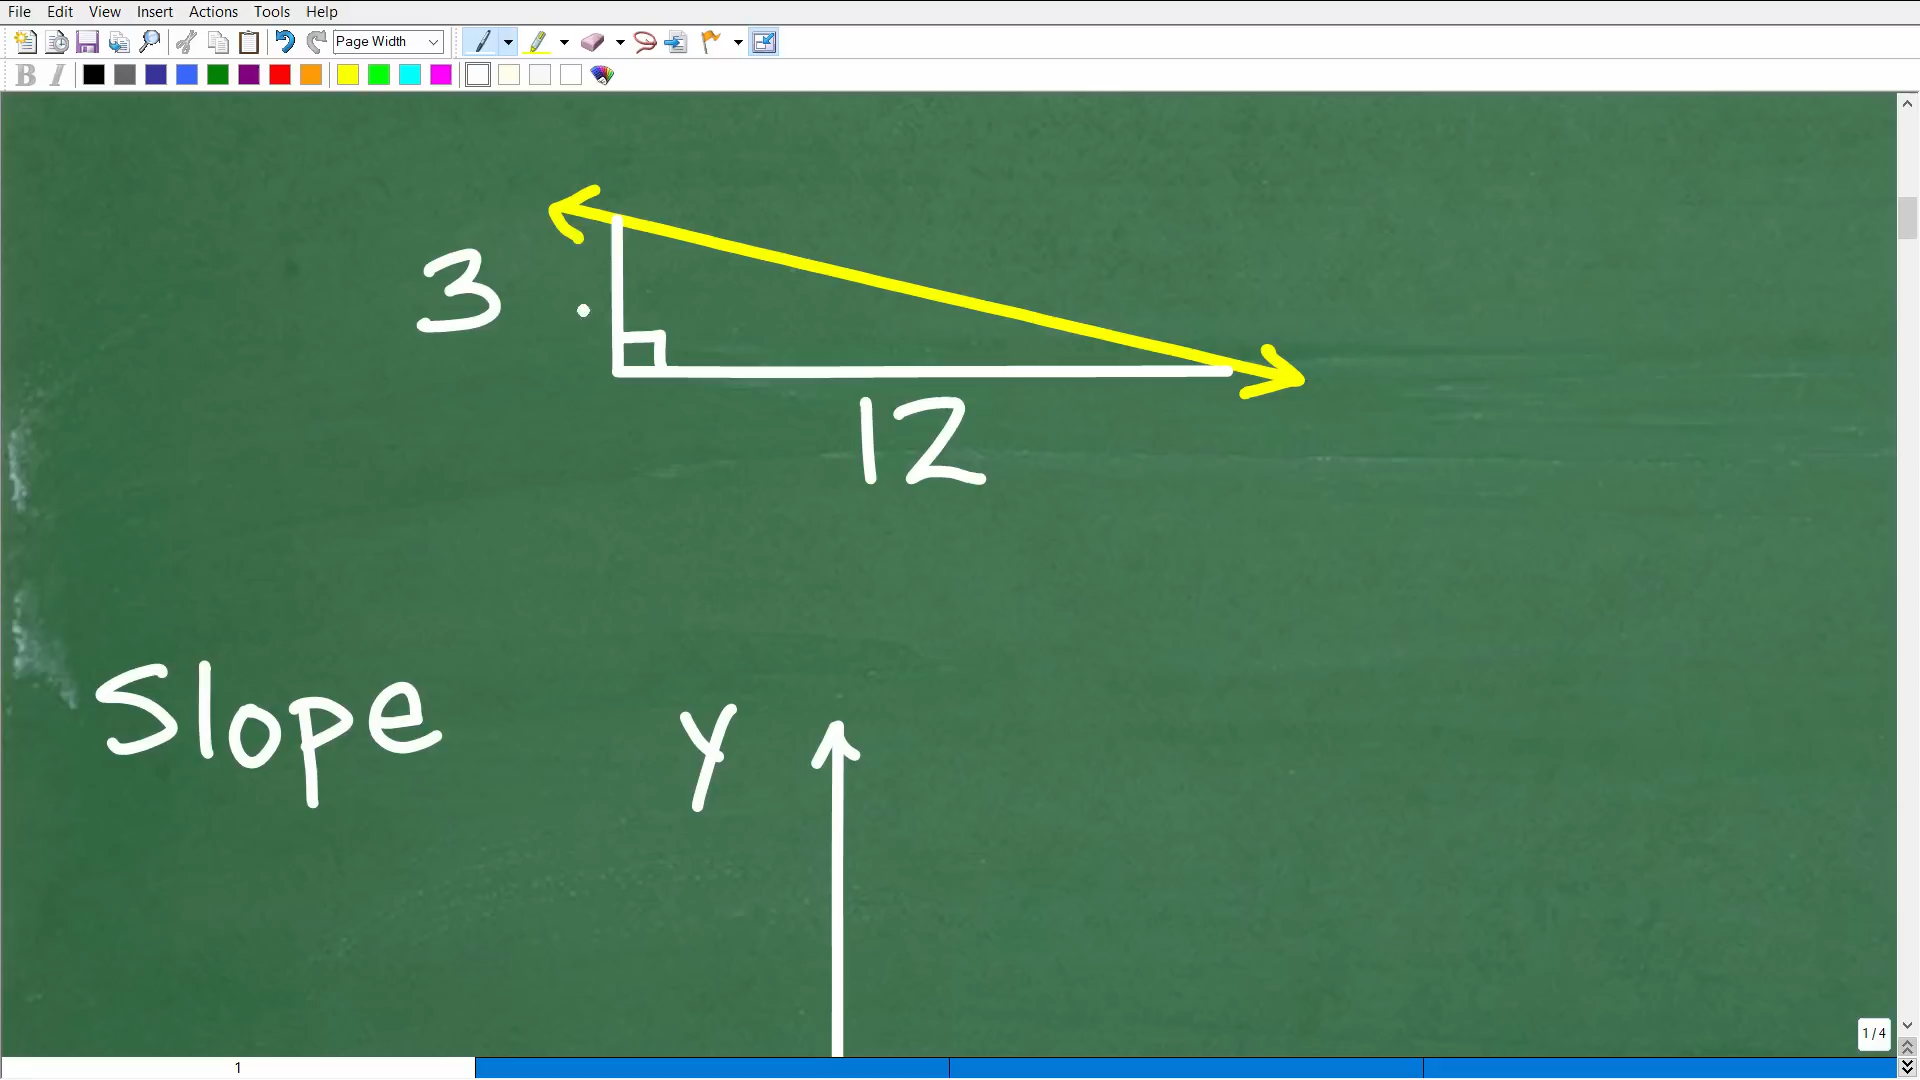 File Edit View Insert Actions Tools Help
Page Width
B I
3
12
Slope
y
1 / 4
1